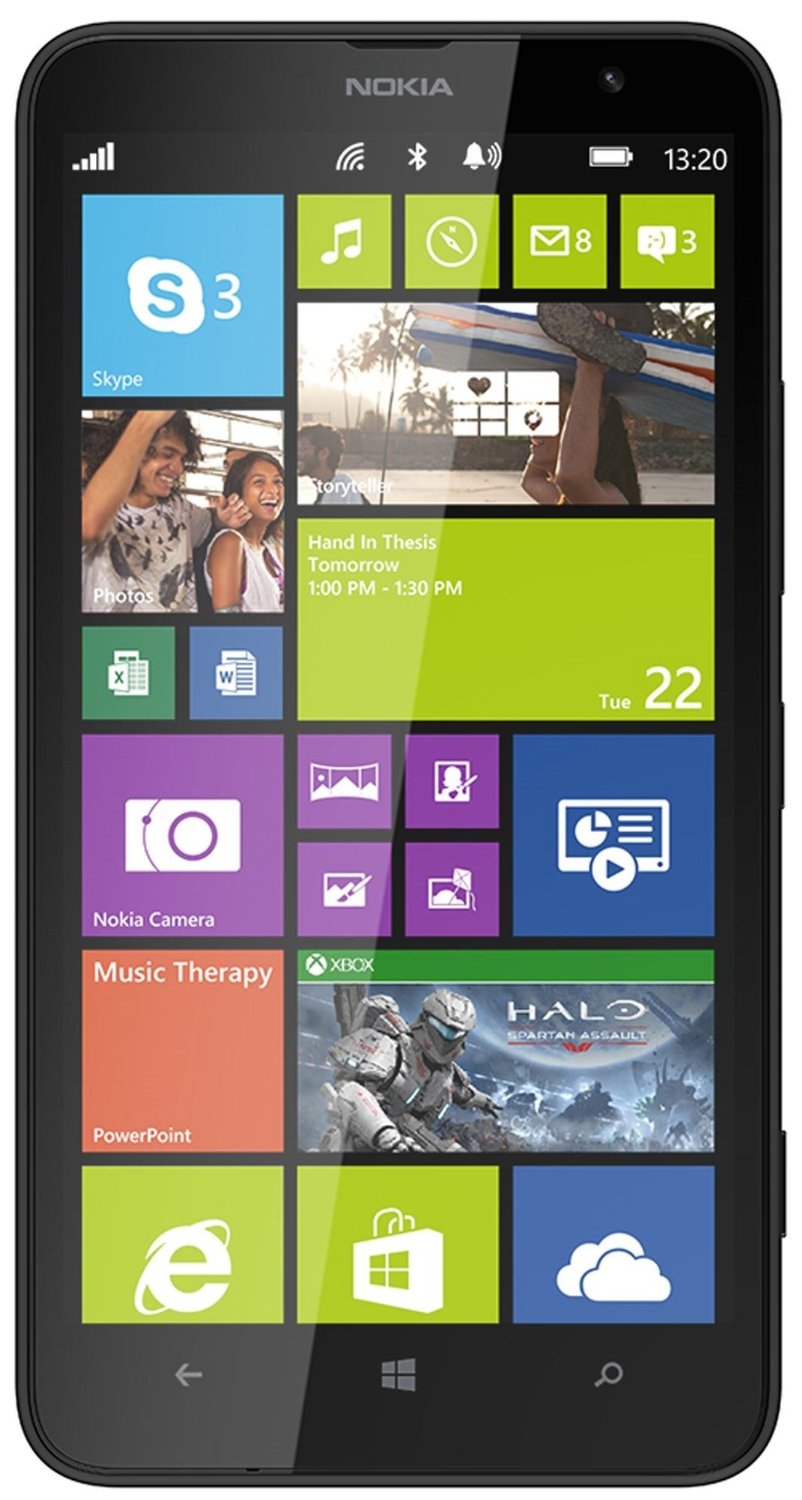 NOKIA
13:20
3
Skype
N
8
3
Storyteller
Photos
Hand In Thesis
Tomorrow
1:00 PM - 1:30 PM
Tue 22
X
W
Nokia Camera
Music Therapy
PowerPoint
XBOX
HALO
SPARTAN ASSAULT